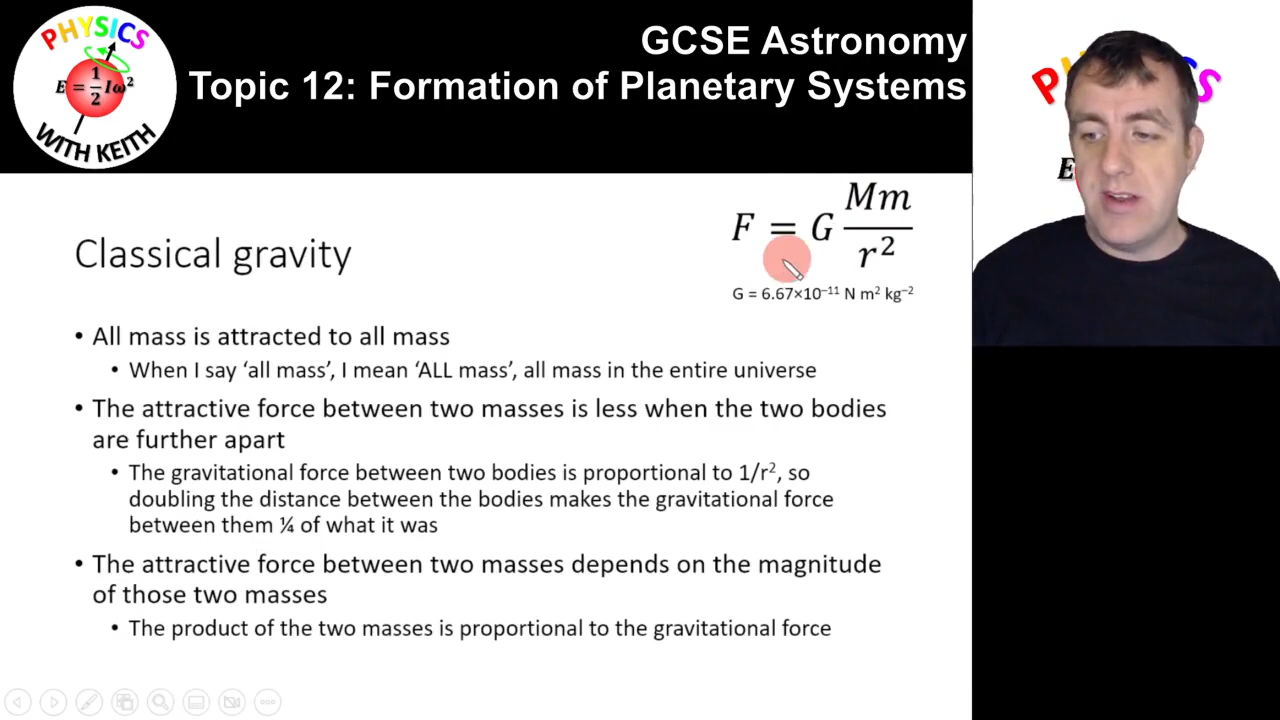 PHYSICS
E = 1/2 Iω²
WITH KEITH
GCSE Astronomy
Topic 12: Formation of Planetary Systems
P
S
E
Classical gravity
F = G Mm/r²
G = 6.67×10⁻¹¹ N m² kg⁻²
• All mass is attracted to all mass
• When I say ‘all mass’, I mean ‘ALL mass’, all mass in the entire universe
• The attractive force between two masses is less when the two bodies
are further apart
• The gravitational force between two bodies is proportional to 1/r², so
doubling the distance between the bodies makes the gravitational force
between them ¼ of what it was
• The attractive force between two masses depends on the magnitude
of those two masses
• The product of the two masses is proportional to the gravitational force